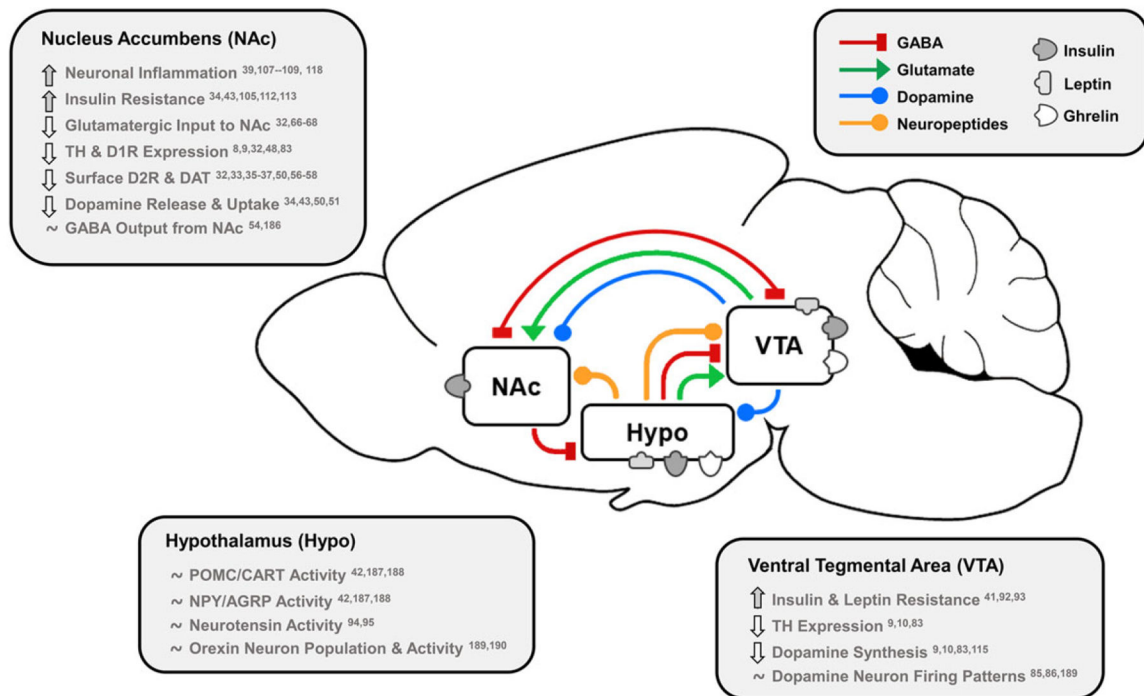 Nucleus Accumbens (NAc)
Neuronal Inflammation 39,107--109, 118
Insulin Resistance 34,43,105,112,113
Glutamatergic Input to NAc 32,66-68
TH & D1R Expression 8,9,32,48,83
Surface D2R & DAT 32,33,35-37,50,56-58
Dopamine Release & Uptake 34,43,50,51
~ GABA Output from NAc 54,186
GABA
Glutamate
Dopamine
Neuropeptides
Insulin
Leptin
Ghrelin
NAc
VTA
Hypo
Hypothalamus (Hypo)
~ POMC/CART Activity 42,187,188
~ NPY/AGRP Activity 42,187,188
~ Neurotensin Activity 94,95
~ Orexin Neuron Population & Activity 189,190
Ventral Tegmental Area (VTA)
Insulin & Leptin Resistance 41,92,93
TH Expression 9,10,83
Dopamine Synthesis 9,10,83,115
~ Dopamine Neuron Firing Patterns 85,86,189